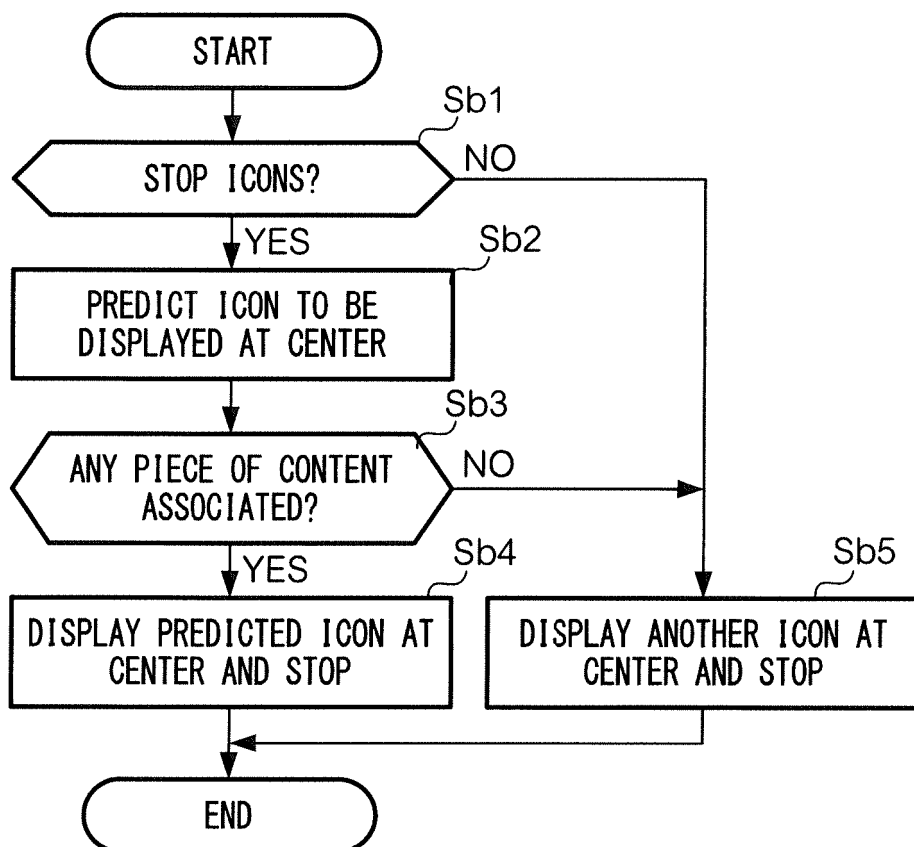 START
Sb1
STOP ICONS?
NO
YES
Sb2
PREDICT ICON TO BE
DISPLAYED AT CENTER
Sb3
ANY PIECE OF CONTENT
ASSOCIATED?
NO
YES
Sb4
DISPLAY PREDICTED ICON AT
CENTER AND STOP
Sb5
DISPLAY ANOTHER ICON AT
CENTER AND STOP
END